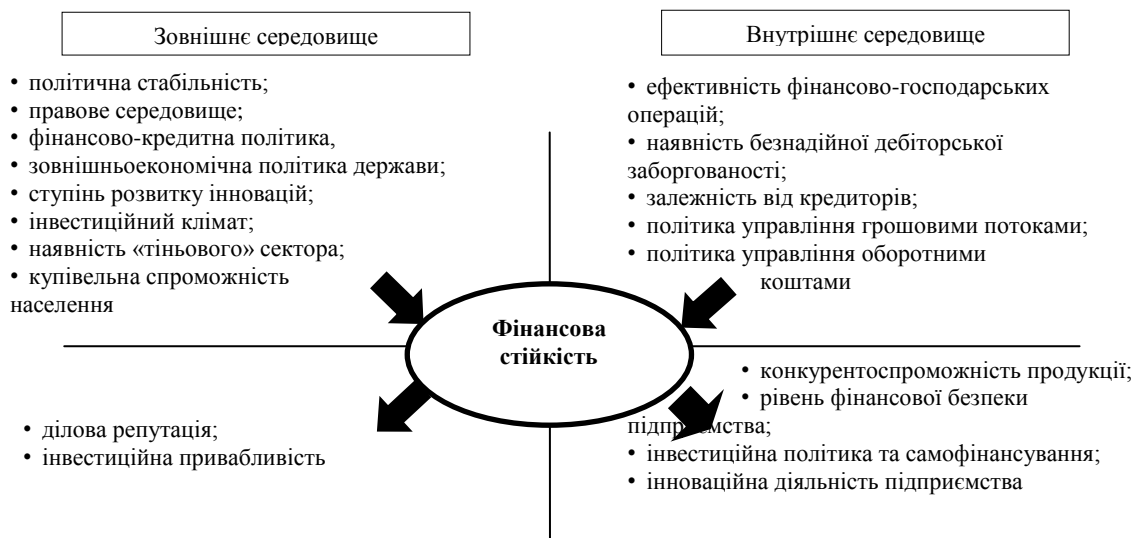 Зовнішнє середовище
• політична стабільність;
• правове середовище;
• фінансово-кредитна політика,
• зовнішньоекономічна політика держави;
• ступінь розвитку інновацій;
• інвестиційний клімат;
• наявність «тіньового» сектора;
• купівельна спроможність
населення
Внутрішнє середовище
• ефективність фінансово-господарських
операцій;
• наявність безнадійної дебіторської
заборгованості;
• залежність від кредиторів;
• політика управління грошовими потоками;
• політика управління оборотними
коштами
Фінансова
стійкість
• ділова репутація;
• інвестиційна привабливість
• конкурентоспроможність продукції;
• рівень фінансової безпеки
підприємства;
• інвестиційна політика та самофінансування;
• інноваційна діяльність підприємства